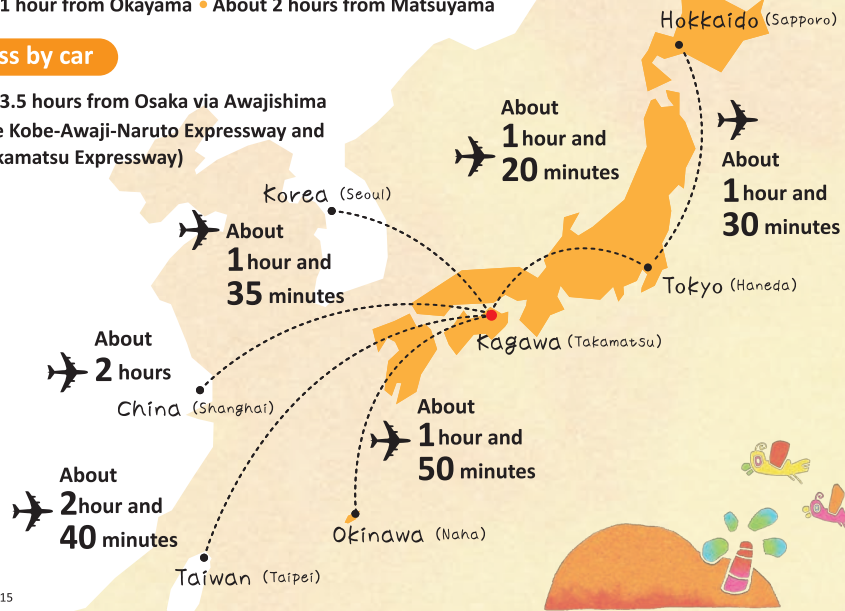 1 hour from Okayama • About 2 hours from Matsuyama
ss by car
3.5 hours from Osaka via Awajishima
e Kobe-Awaji-Naruto Expressway and
kamatsu Expressway)
Hokkaido (Sapporo)
About
1 hour and
20 minutes
About
1 hour and
30 minutes
Korea (Seoul)
About
1 hour and
35 minutes
Tokyo (Haneda)
Kagawa (Takamatsu)
About
2 hours
China (Shanghai)
About
1 hour and
50 minutes
About
2 hour and
40 minutes
Okinawa (Naha)
Taiwan (Taipei)
15